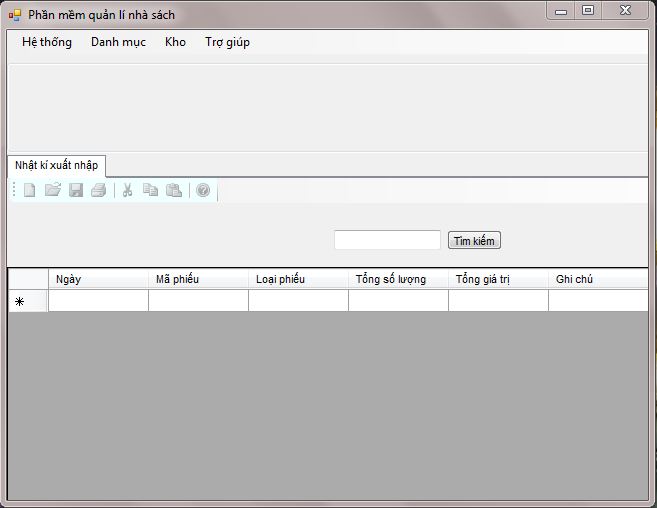 Phần mềm quản lí nhà sách
Hệ thống Danh mục Kho Trợ giúp
Nhật kí xuất nhập
Tìm kiếm
Ngày Mã phiếu Loại phiếu Tổng số lượng Tổng giá trị Ghi chú